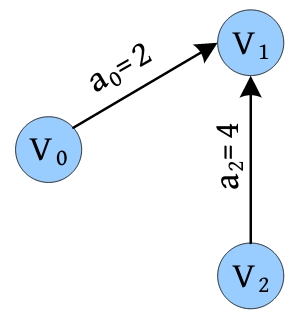 V₁
a₀=2
V₀
a₂=4
V₂